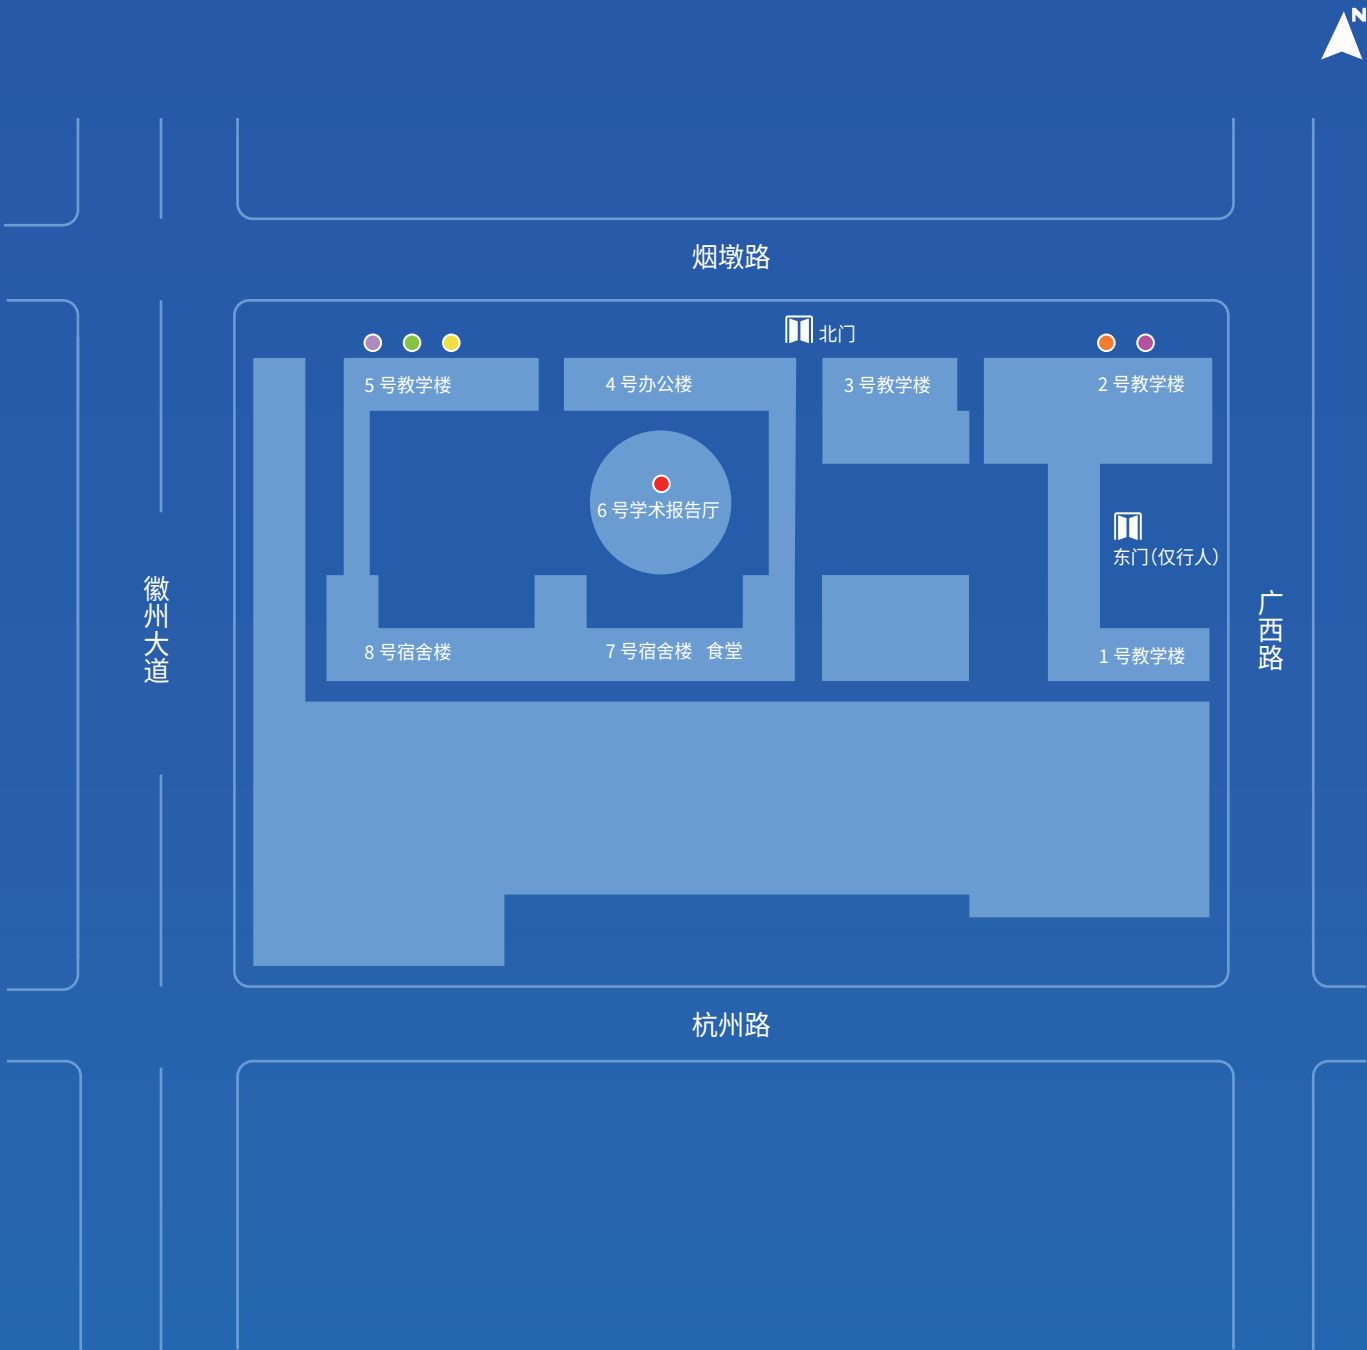 N
烟墩路
北门
5 号教学楼
4 号办公楼
3 号教学楼
2 号教学楼
6 号学术报告厅
东门（仅行人）
徽州大道
广西路
8 号宿舍楼
7 号宿舍楼 食堂
1 号教学楼
杭州路